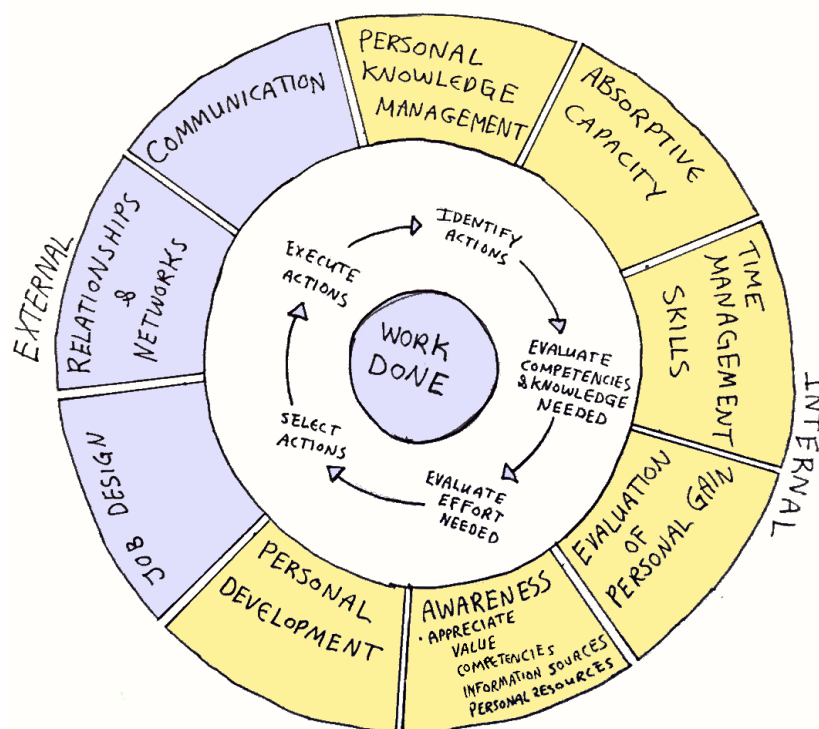 PERSONAL
KNOWLEDGE
MANAGEMENT
ABSORPTIVE
CAPACITY
TIME
MANAGEMENT
SKILLS
INTERNAL
EVALUATION
OF
PERSONAL GAIN
AWARENESS
· APPRECIATE
VALUE
COMPETENCIES
INFORMATION SOURCES
PERSONAL RESOURCES
PERSONAL
DEVELOPMENT
JOB DESIGN
EXTERNAL
RELATIONSHIPS
&
NETWORKS
COMMUNICATION
IDENTIFY
ACTIONS
EVALUATE
COMPETENCIES
& KNOWLEDGE
NEEDED
EVALUATE
EFFORT
NEEDED
SELECT
ACTIONS
EXECUTE
ACTIONS
WORK
DONE